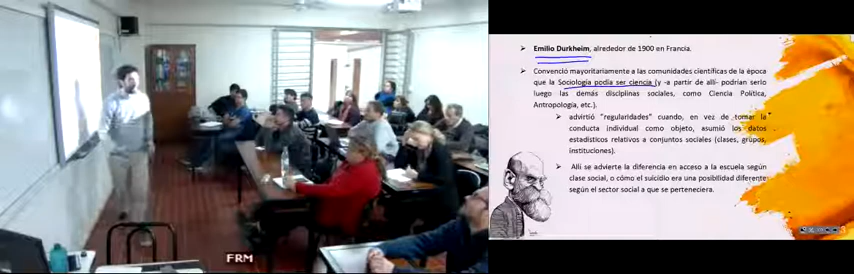 ➤ Emilio Durkheim, alrededor de 1900 en Francia.
➤ Convenció mayoritariamente a las comunidades científicas de la época
que la Sociología podía ser ciencia (y -a partir de allí- podrían serlo
luego las demás disciplinas sociales, como Ciencia Política,
Antropología, etc.).
➤ advirtió "regularidades" cuando, en vez de tomar la
conducta individual como objeto, asumió los datos
estadísticos relativos a conjuntos sociales (clases, grupos,
instituciones).
➤ Allí se advierte la diferencia en acceso a la escuela según
clase social, o cómo el suicidio era una posibilidad diferente
según el sector social a que se perteneciera.
FRM
3